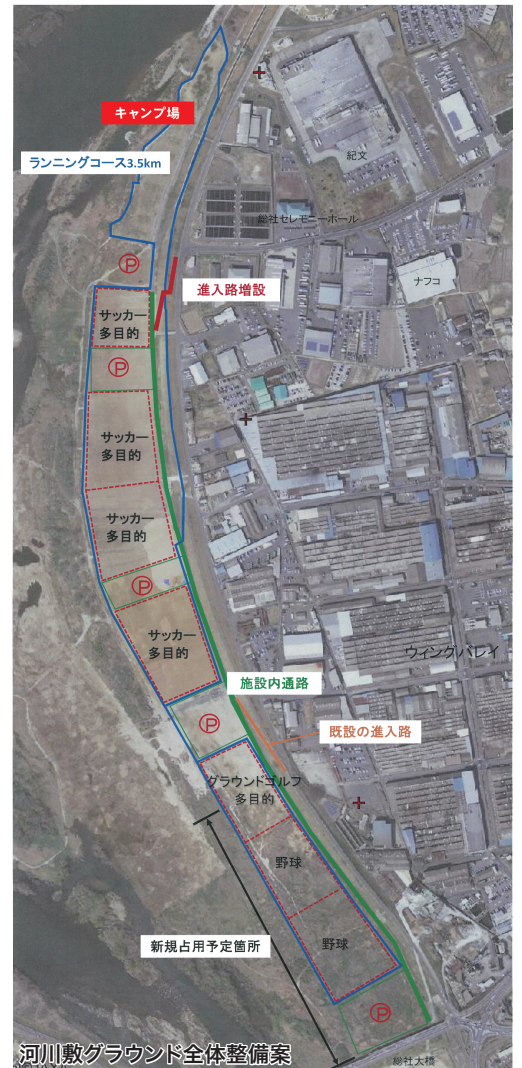 キャンプ場
紀文
ランニングコース3.5km
総社セレモニーホール
P
ナフコ
進入路増設
サッカー
多目的
P
サッカー
多目的
サッカー
多目的
P
サッカー
多目的
ウィングバレイ
施設内通路
P
既設の進入路
グラウンドゴルフ
多目的
野球
野球
新規占用予定箇所
P
河川敷グラウンド全体整備案
総社大橋